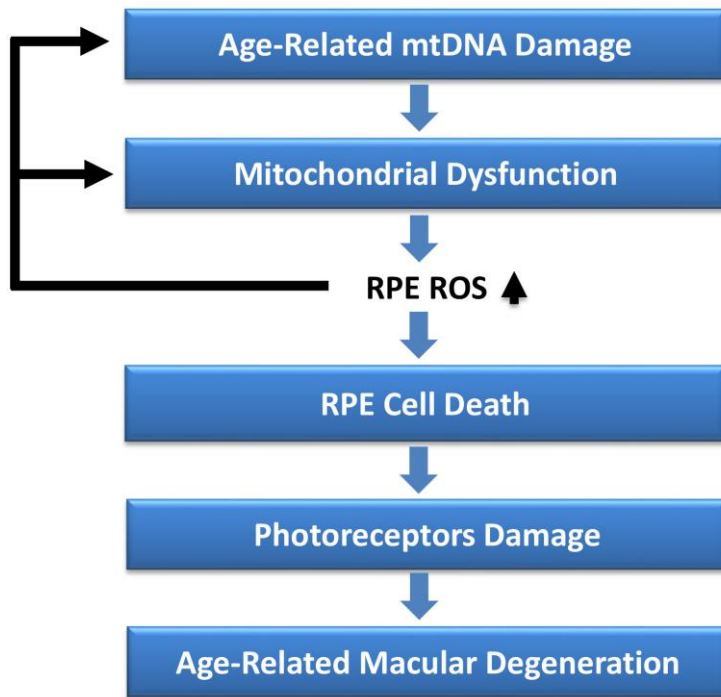 Age-Related mtDNA Damage
Mitochondrial Dysfunction
RPE ROS
RPE Cell Death
Photoreceptors Damage
Age-Related Macular Degeneration